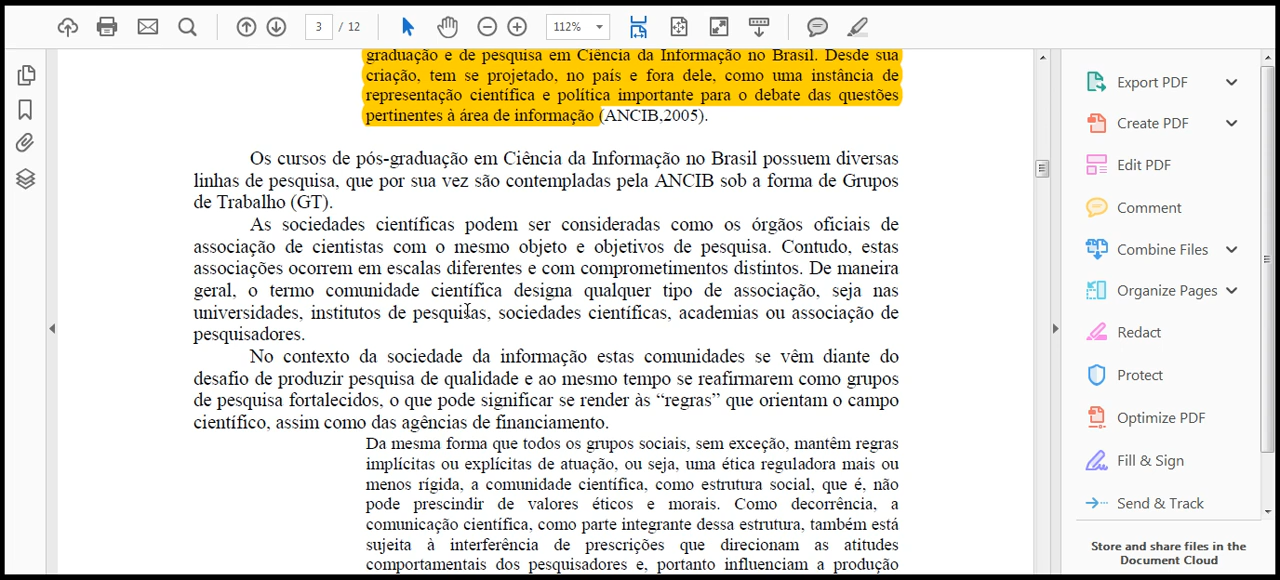 3 / 12
112%
graduação e de pesquisa em Ciência da Informação no Brasil. Desde sua
criação, tem se projetado, no país e fora dele, como uma instância de
representação científica e política importante para o debate das questões
pertinentes à área de informação (ANCIB,2005).
Os cursos de pós-graduação em Ciência da Informação no Brasil possuem diversas
linhas de pesquisa, que por sua vez são contempladas pela ANCIB sob a forma de Grupos
de Trabalho (GT).
As sociedades científicas podem ser consideradas como os órgãos oficiais de
associação de cientistas com o mesmo objeto e objetivos de pesquisa. Contudo, estas
associações ocorrem em escalas diferentes e com comprometimentos distintos. De maneira
geral, o termo comunidade científica designa qualquer tipo de associação, seja nas
universidades, institutos de pesquisas, sociedades científicas, academias ou associação de
pesquisadores.
No contexto da sociedade da informação estas comunidades se vêm diante do
desafio de produzir pesquisa de qualidade e ao mesmo tempo se reafirmarem como grupos
de pesquisa fortalecidos, o que pode significar se render às “regras” que orientam o campo
científico, assim como das agências de financiamento.
Da mesma forma que todos os grupos sociais, sem exceção, mantêm regras
implícitas ou explícitas de atuação, ou seja, uma ética reguladora mais ou
menos rígida, a comunidade científica, como estrutura social, que é, não
pode prescindir de valores éticos e morais. Como decorrência, a
comunicação científica, como parte integrante dessa estrutura, também está
sujeita à interferência de prescrições que direcionam as atitudes
comportamentais dos pesquisadores e, portanto influenciam a produção
Export PDF
Create PDF
Edit PDF
Comment
Combine Files
Organize Pages
Redact
Protect
Optimize PDF
Fill & Sign
Send & Track
Store and share files in the
Document Cloud